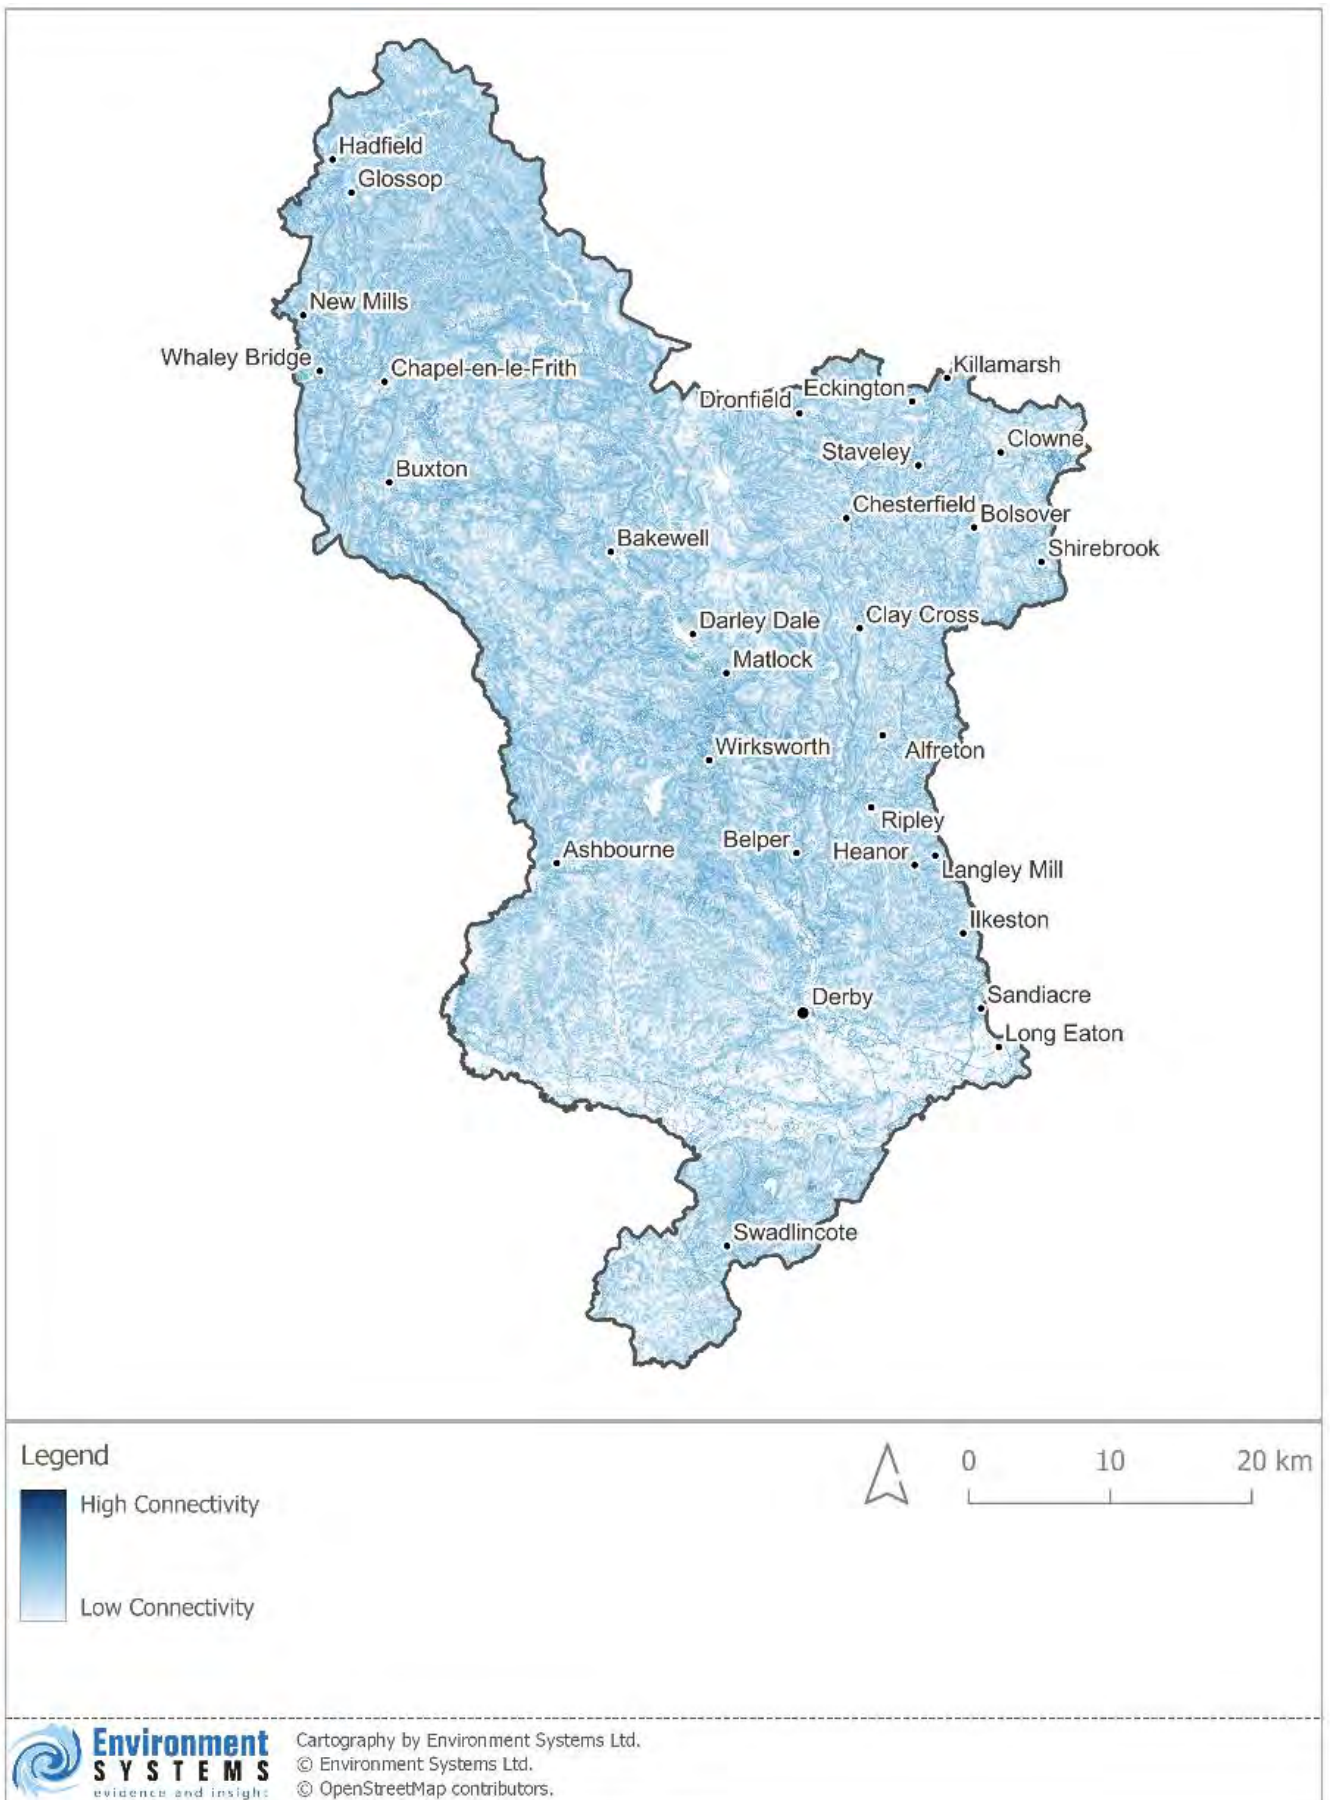 Hadfield
Glossop
New Mills
Whaley Bridge
Chapel-en-le-Frith
Killamarsh
Eckington
Dronfield
Clowne
Staveley
Buxton
Chesterfield
Bolsover
Bakewell
Shirebrook
Darley Dale
Clay Cross
Matlock
Wirksworth
Alfreton
Ripley
Belper
Heanor
Ashbourne
Langley Mill
Ilkeston
Derby
Sandiacre
Long Eaton
Swadlincote
Legend
High Connectivity
Low Connectivity
0 10 20 km
Environment
SYSTEMS
evidence and insight
Cartography by Environment Systems Ltd.
© Environment Systems Ltd.
© OpenStreetMap contributors.